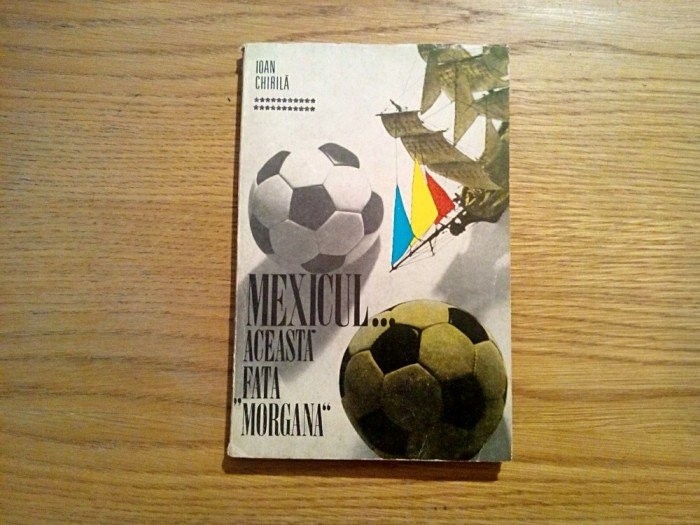 IOAN
CHIRILĂ
***********
***********
MEXICUL...
ACEASTĂ
FATA
„MORGANA“